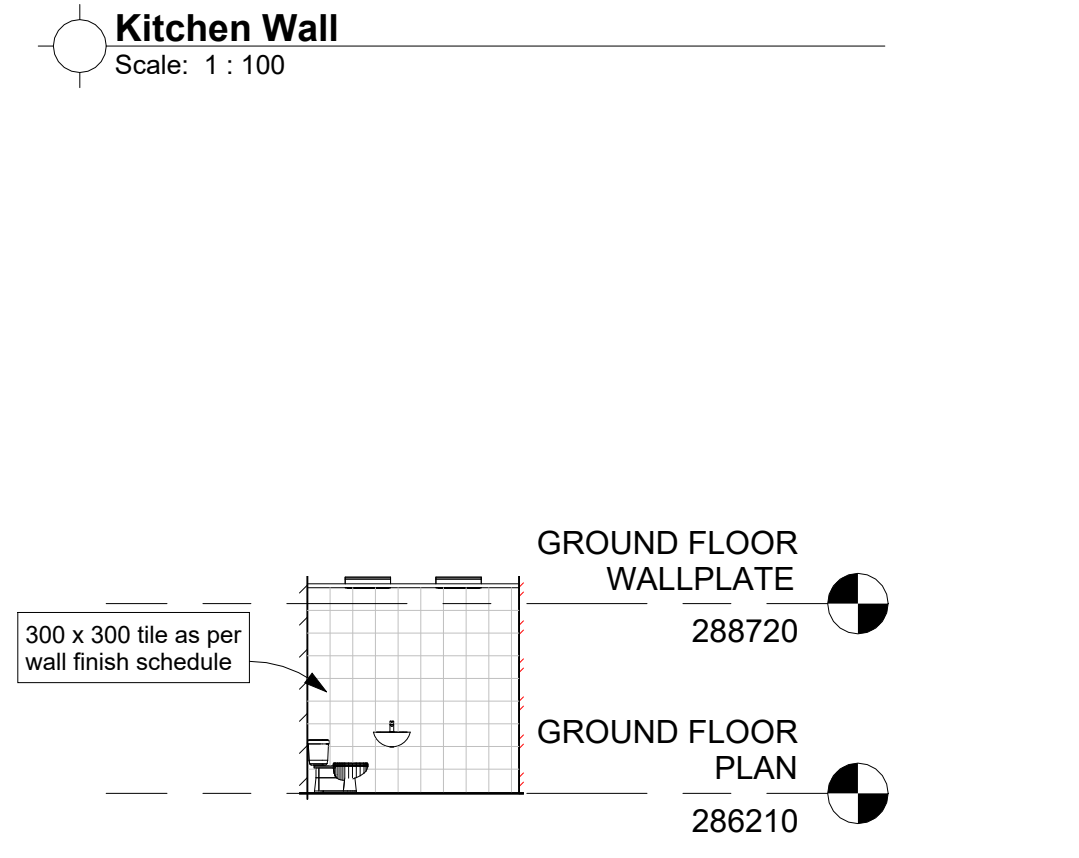 Kitchen Wall
Scale: 1 : 100
GROUND FLOOR
WALLPLATE
288720
300 x 300 tile as per
wall finish schedule
GROUND FLOOR
PLAN
286210